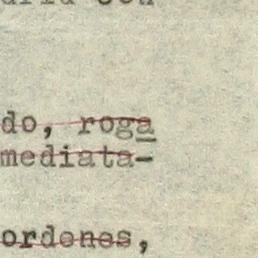 do, roga
mediata-
ordenes,